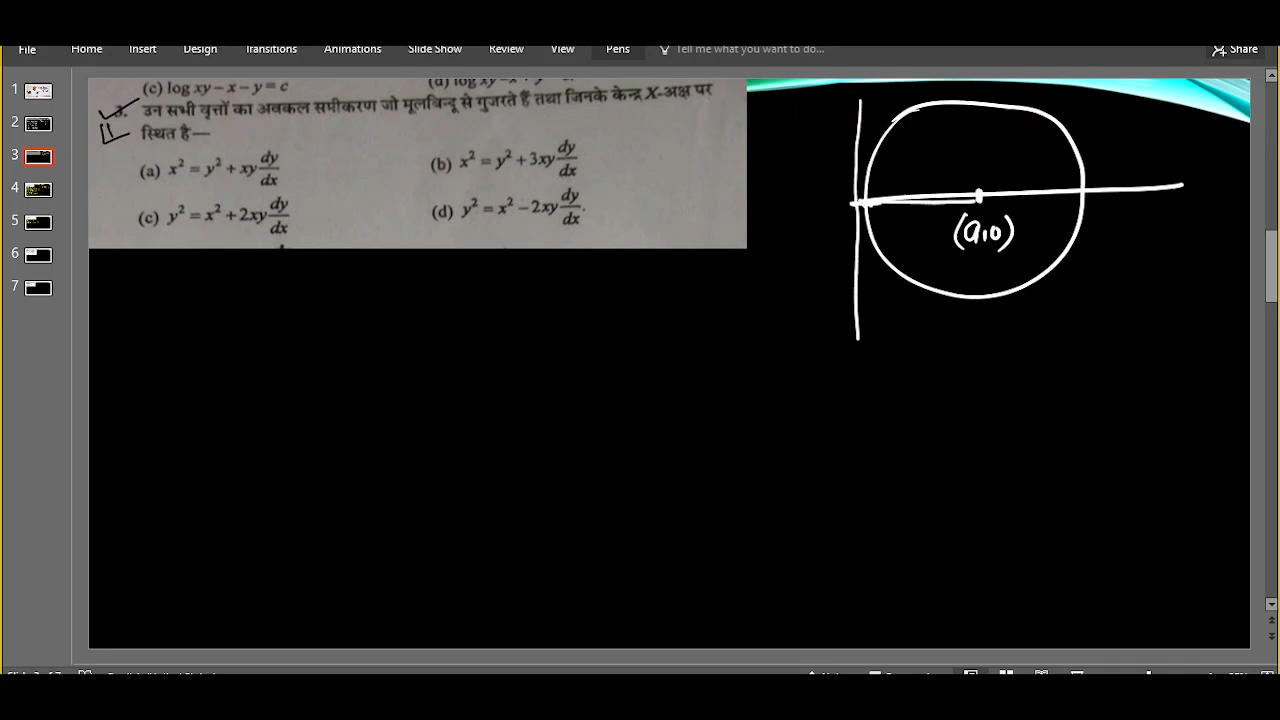 File Home Insert Design Transitions Animations Slide Show Review View Pens Tell me what you want to do... Share
1
2
3
4
5
6
7
(c) log xy – x – y = c
3. उन सभी वृत्तों का अवकल समीकरण जो मूलबिन्दू से गुजरते हैं तथा जिनके केन्द्र X-अक्ष पर
स्थित है—
(a) x² = y² + xy dy/dx (b) x² = y² + 3xy dy/dx
(c) y² = x² + 2xy dy/dx (d) y² = x² – 2xy dy/dx.
(a,0)